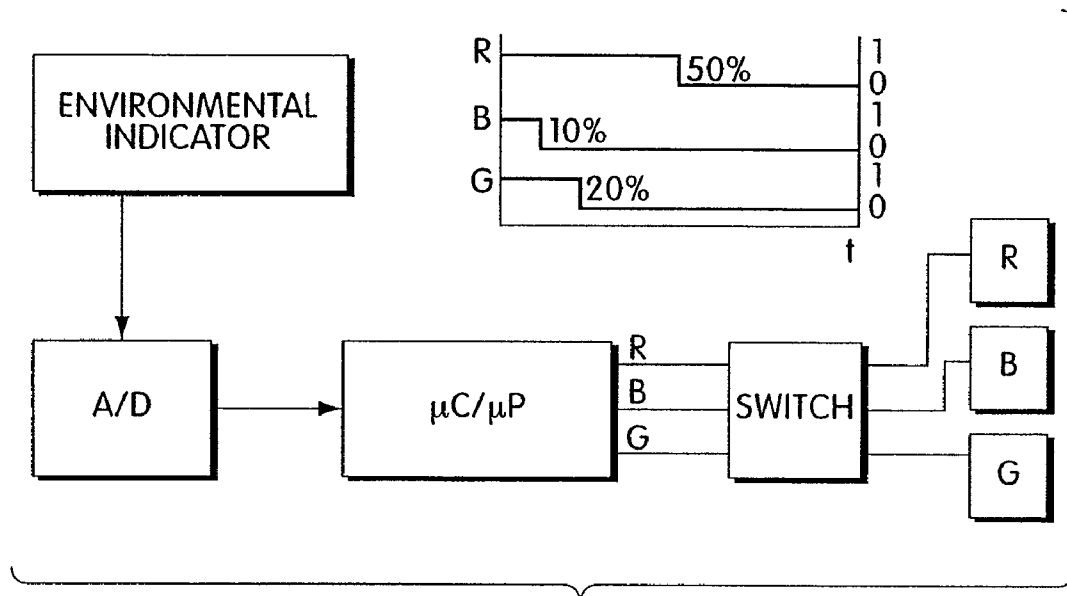 ENVIRONMENTAL
INDICATOR
R
50%
1
0
B
10%
1
0
G
20%
1
0
t
A/D
μC/μP
R
B
G
SWITCH
R
B
G